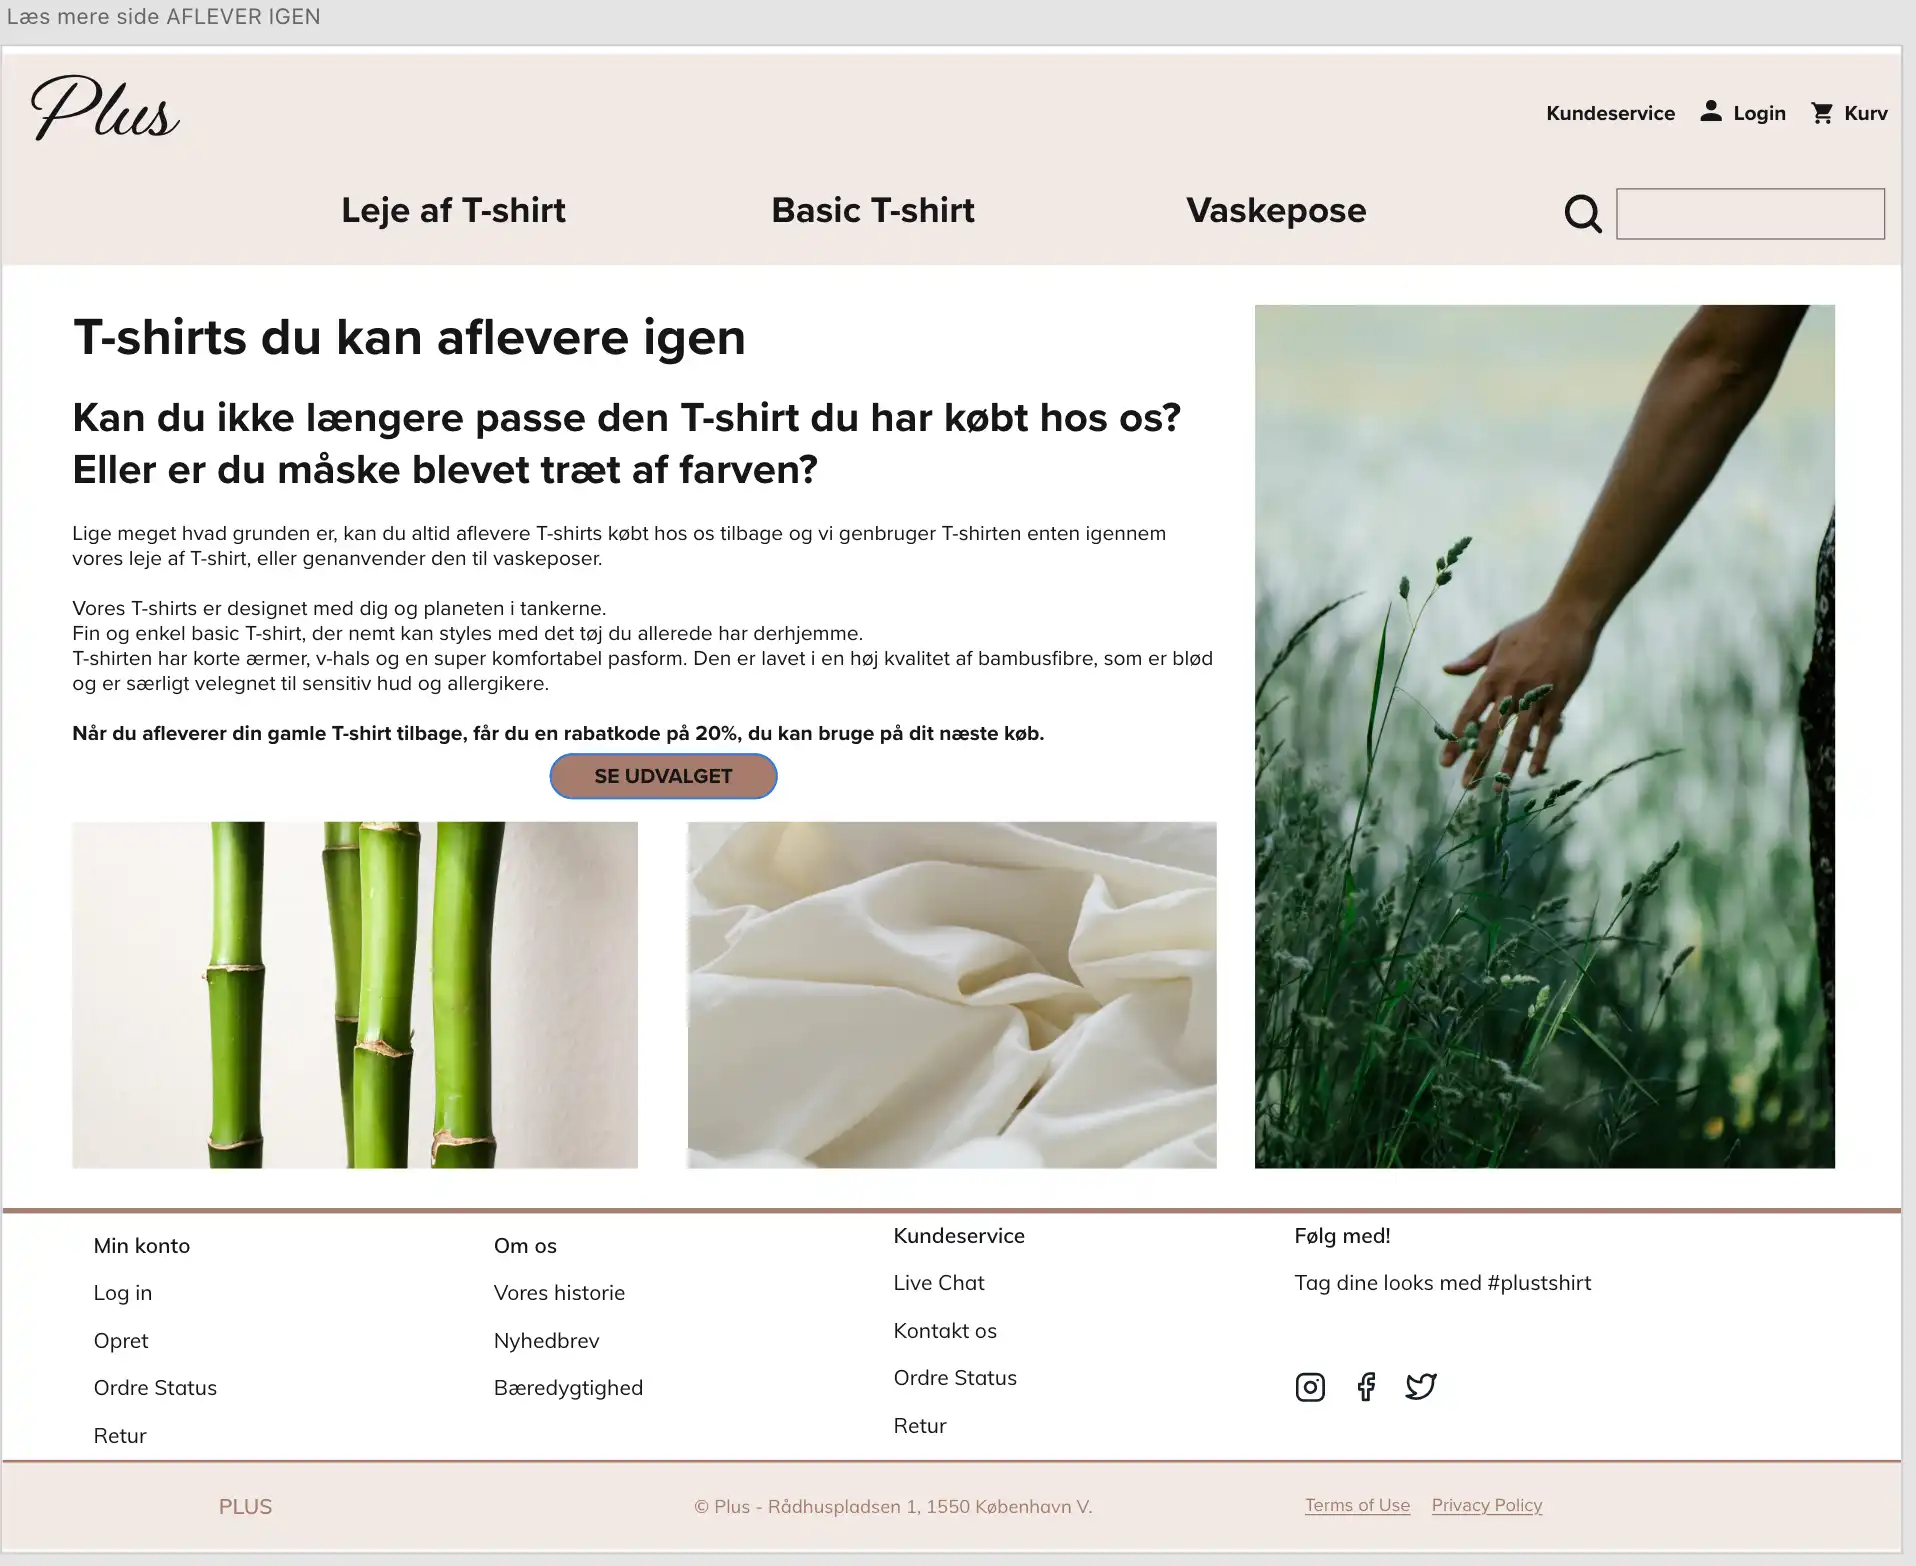 Læs mere side AFLEVER IGEN
Plus
Kundeservice Login Kurv
Leje af T-shirt Basic T-shirt Vaskepose
T-shirts du kan aflevere igen
Kan du ikke længere passe den T-shirt du har købt hos os?
Eller er du måske blevet træt af farven?
Lige meget hvad grunden er, kan du altid aflevere T-shirts købt hos os tilbage og vi genbruger T-shirten enten igennem
vores leje af T-shirt, eller genanvender den til vaskeposer.
Vores T-shirts er designet med dig og planeten i tankerne.
Fin og enkel basic T-shirt, der nemt kan styles med det tøj du allerede har derhjemme.
T-shirten har korte ærmer, v-hals og en super komfortabel pasform. Den er lavet i en høj kvalitet af bambusfibre, som er blød
og er særligt velegnet til sensitiv hud og allergikere.
Når du afleverer din gamle T-shirt tilbage, får du en rabatkode på 20%, du kan bruge på dit næste køb.
SE UDVALGET
Min konto
Log in
Opret
Ordre Status
Retur
Om os
Vores historie
Nyhedbrev
Bæredygtighed
Kundeservice
Live Chat
Kontakt os
Ordre Status
Retur
Følg med!
Tag dine looks med #plustshirt
PLUS
© Plus - Rådhuspladsen 1, 1550 København V.
Terms of Use Privacy Policy